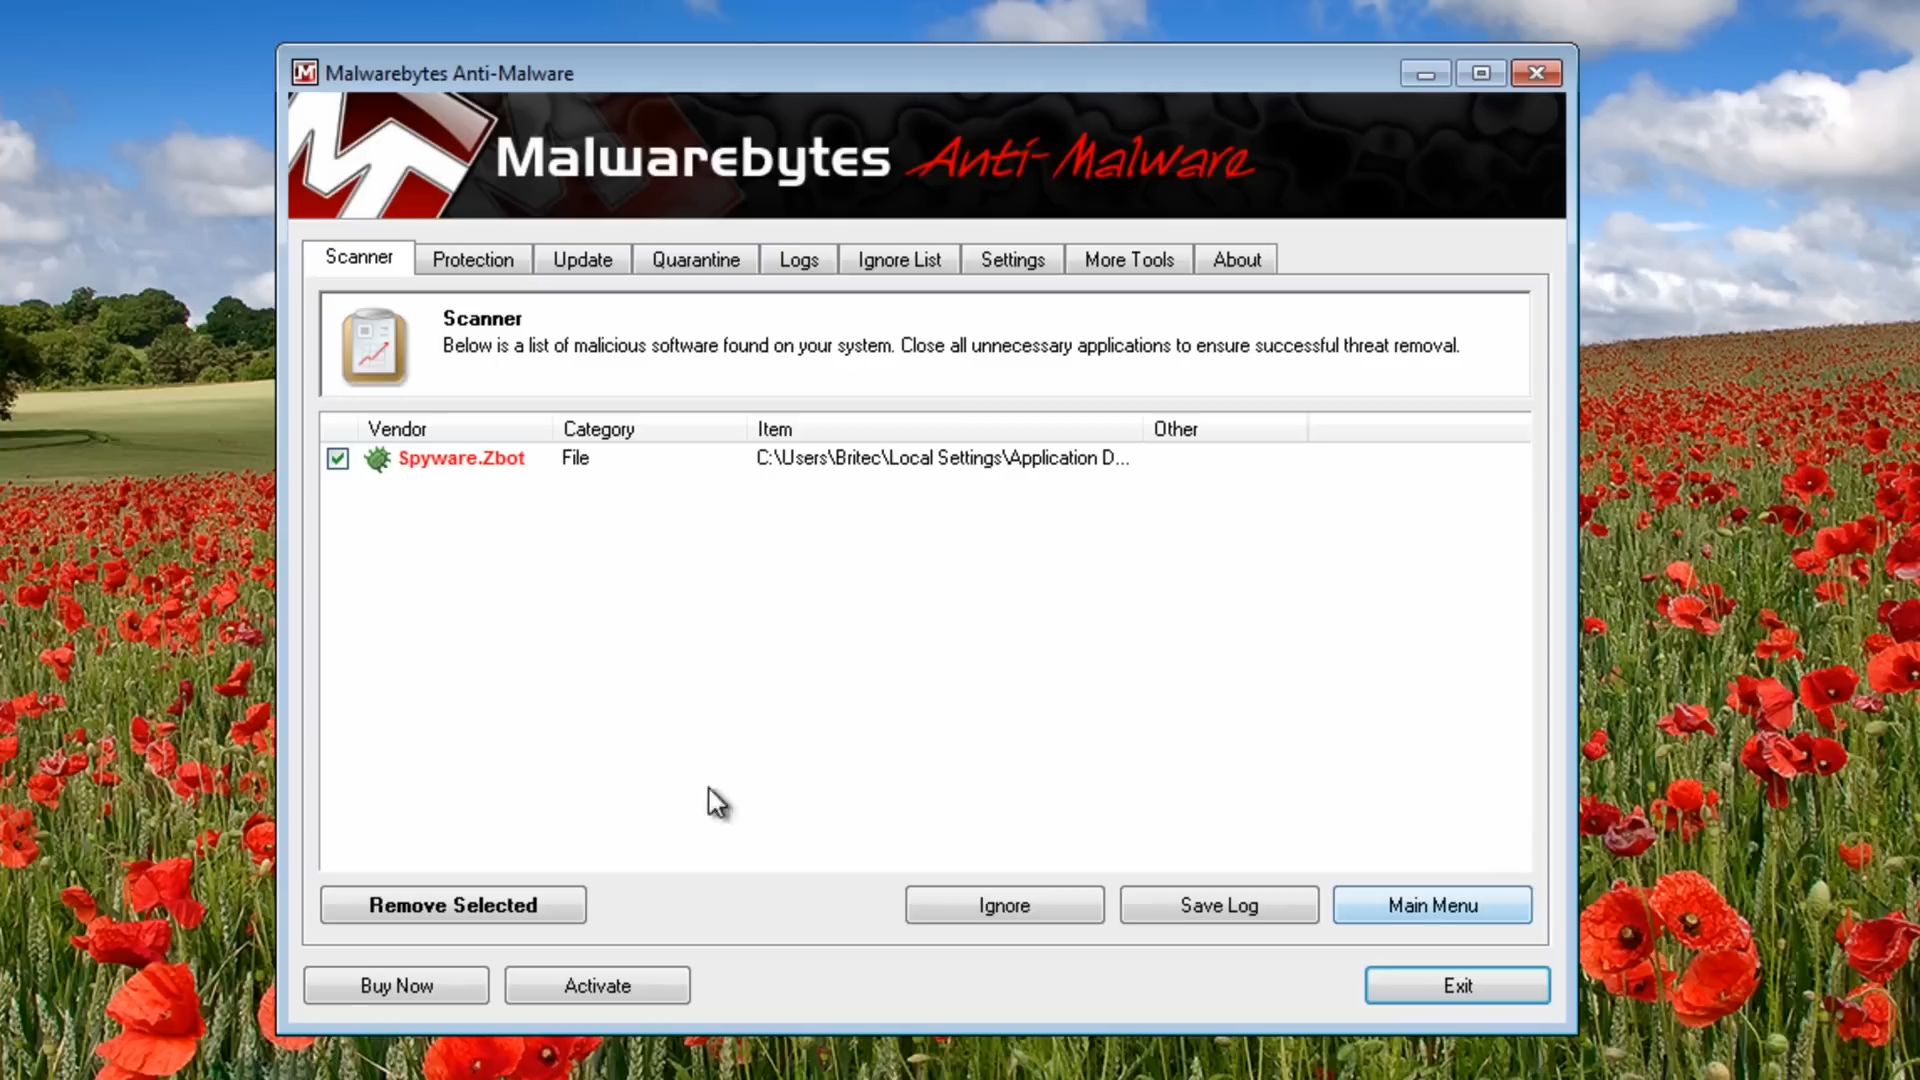 Malwarebytes Anti-Malware
Malwarebytes Anti-Malware
Scanner Protection Update Quarantine Logs Ignore List Settings More Tools About
Scanner
Below is a list of malicious software found on your system. Close all unnecessary applications to ensure successful threat removal.
Vendor Category Item Other
Spyware.Zbot File C:\Users\Britec\Local Settings\Application D...
Remove Selected Ignore Save Log Main Menu
Buy Now Activate Exit